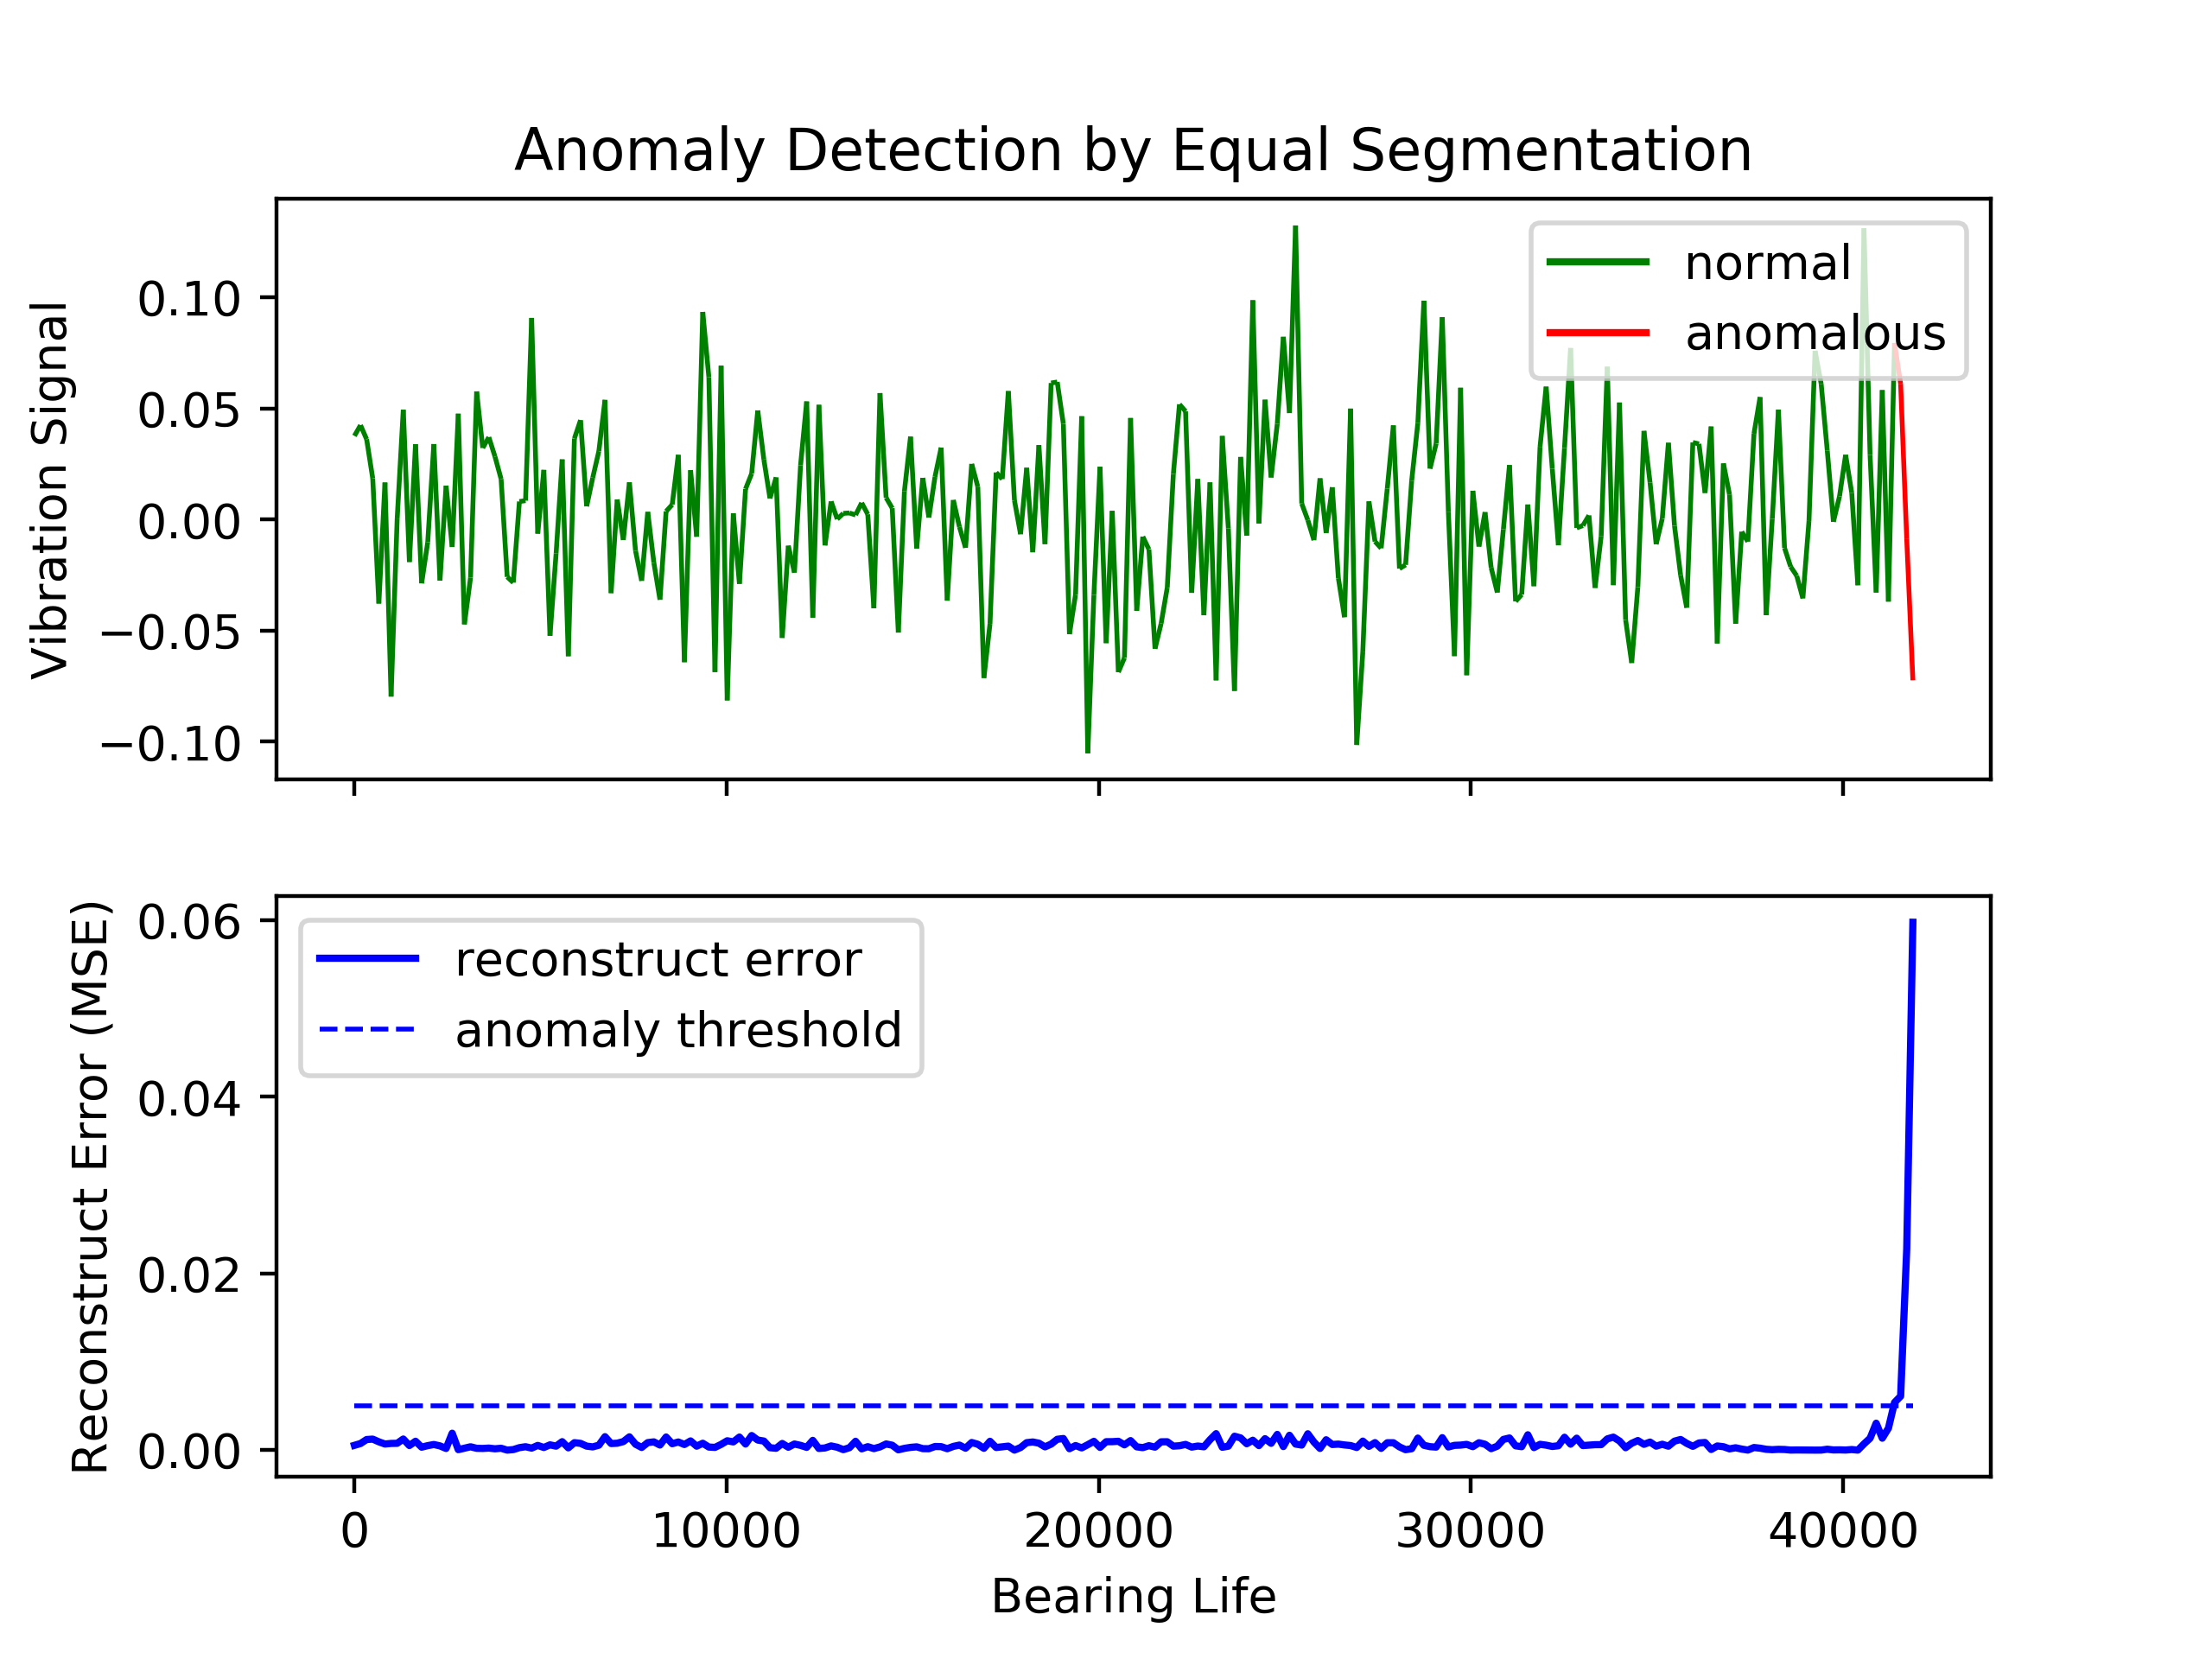 Anomaly Detection by Equal Segmentation
Vibration Signal
0.10
0.05
0.00
−0.05
−0.10
normal
anomalous
Reconstruct Error (MSE)
0.06
0.04
0.02
0.00
reconstruct error
anomaly threshold
0 10000 20000 30000 40000
Bearing Life